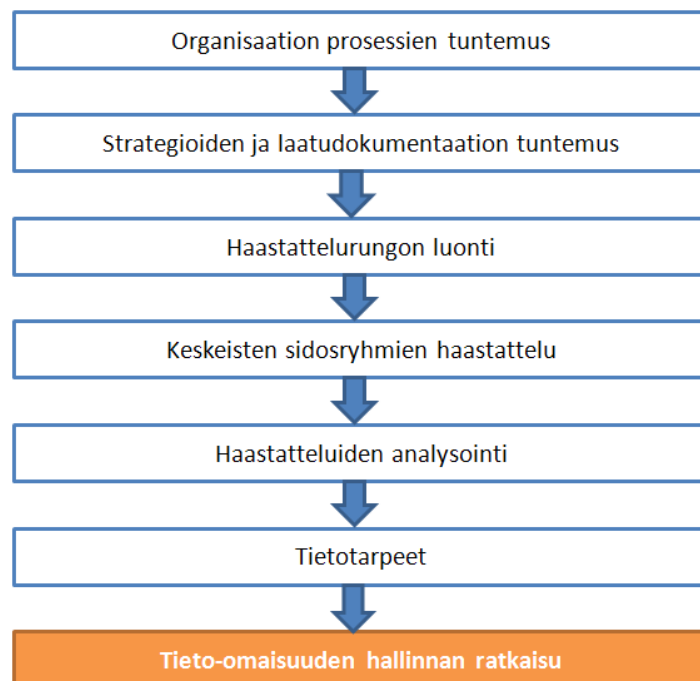 Organisaation prosessien tuntemus
Strategioiden ja laatudokumentaation tuntemus
Haastattelurungon luonti
Keskeisten sidosryhmien haastattelu
Haastatteluiden analysointi
Tietotarpeet
Tieto-omaisuuden hallinnan ratkaisu